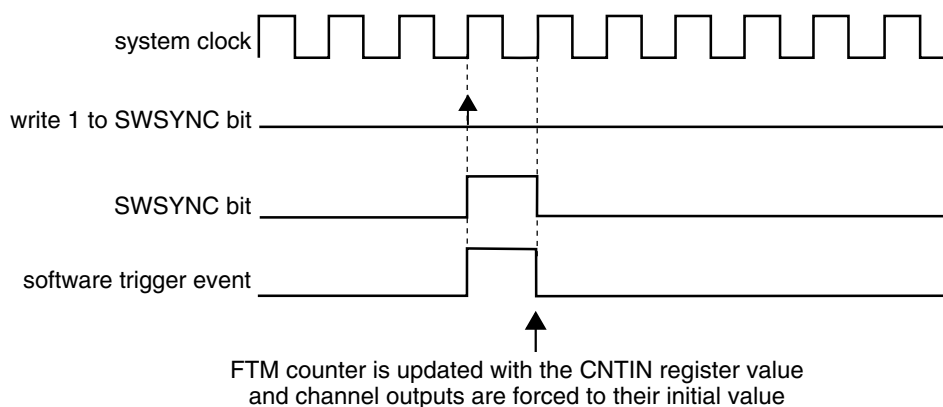 system clock
write 1 to SWSYNC bit
SWSYNC bit
software trigger event
FTM counter is updated with the CNTIN register value
and channel outputs are forced to their initial value